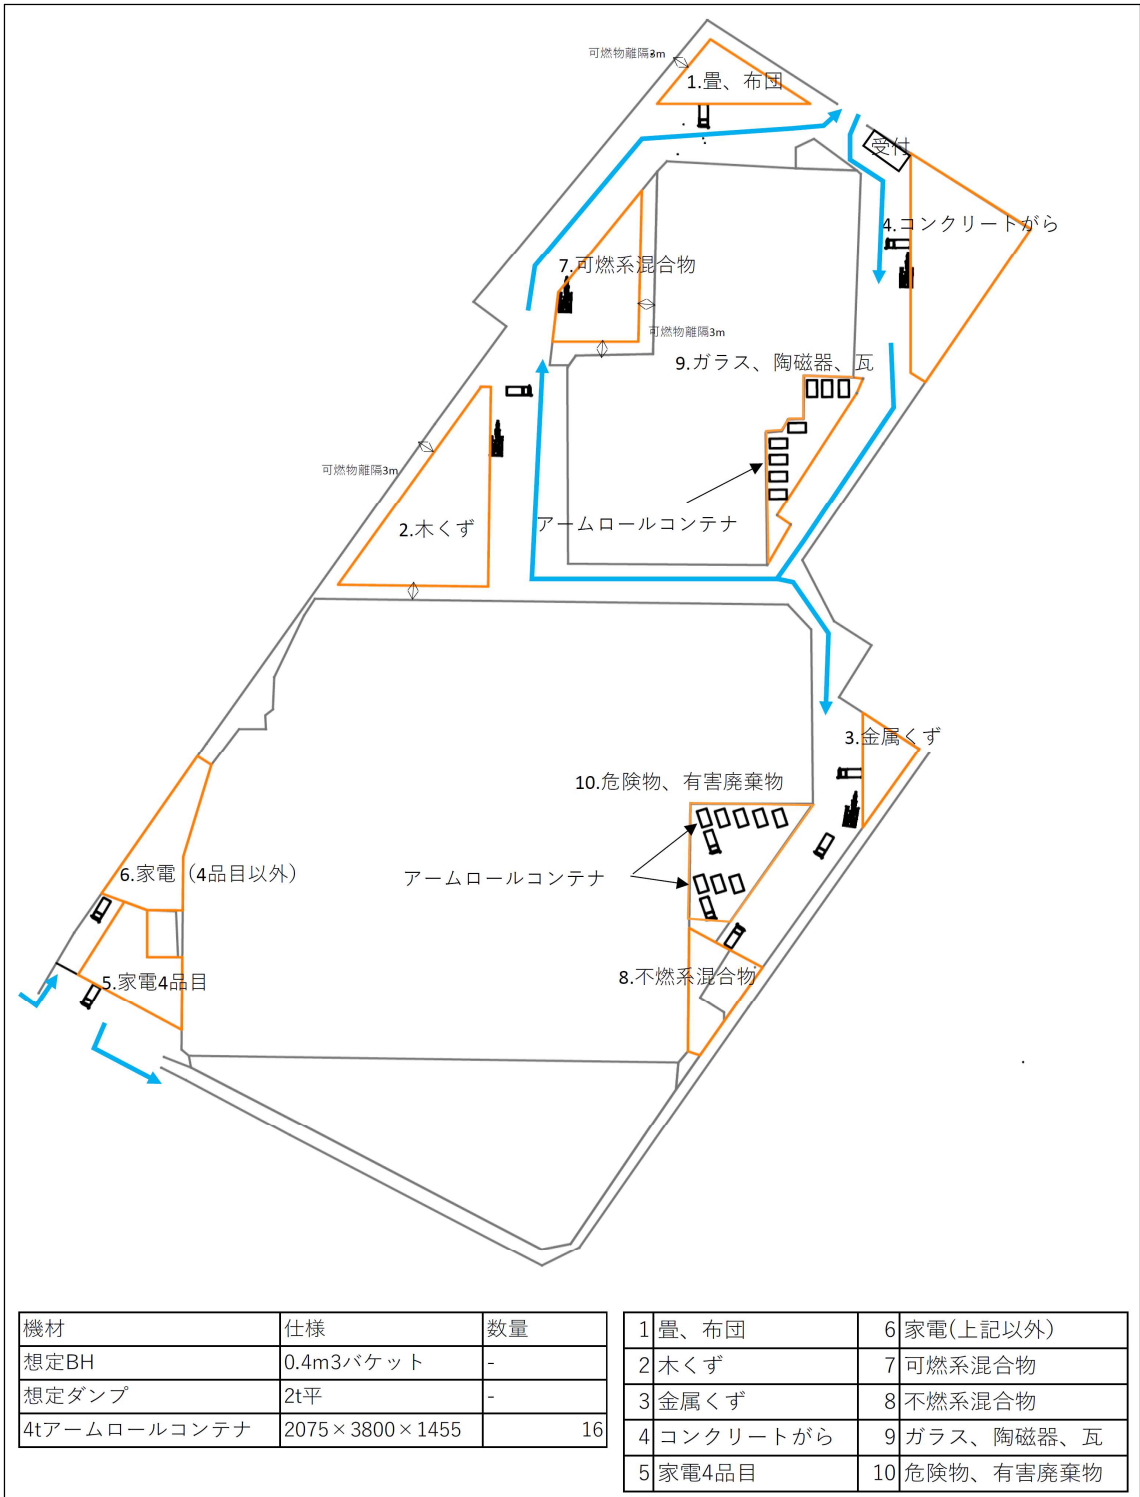 可燃物離隔3m
1.畳、布団
受付
4.コンクリートがら
7.可燃系混合物
可燃物離隔3m
9.ガラス、陶磁器、瓦
可燃物離隔3m
アームロールコンテナ
2.木くず
3.金属くず
10.危険物、有害廃棄物
6.家電（4品目以外）
アームロールコンテナ
5.家電4品目
8.不燃系混合物
機材 仕様 数量
想定BH 0.4m3バケット -
想定ダンプ 2t平 -
4tアームロールコンテナ 2075×3800×1455 16
1 畳、布団 6 家電(上記以外)
2 木くず 7 可燃系混合物
3 金属くず 8 不燃系混合物
4 コンクリートがら 9 ガラス、陶磁器、瓦
5 家電4品目 10 危険物、有害廃棄物